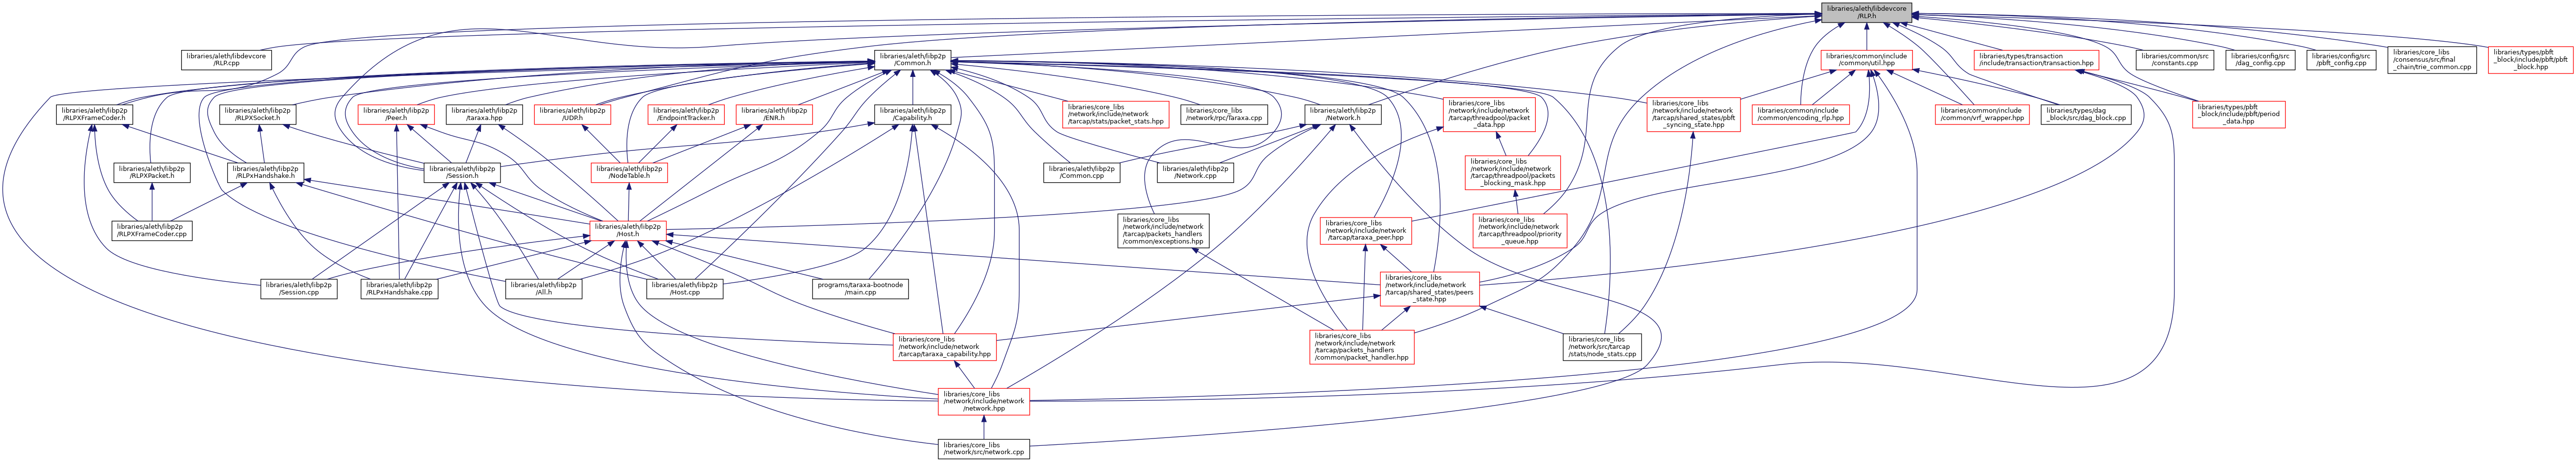 libraries/aleth/libdevcore
/RLP.h
libraries/aleth/libdevcore
/RLP.cpp
libraries/aleth/libp2p
/Common.h
libraries/common/include
/common/util.hpp
libraries/types/transaction
/include/transaction/transaction.hpp
libraries/common/src
/constants.cpp
libraries/config/src
/dag_config.cpp
libraries/config/src
/pbft_config.cpp
libraries/core_libs
/consensus/src/final
_chain/trie_common.cpp
libraries/types/pbft
_block/include/pbft/pbft
_block.hpp
libraries/aleth/libp2p
/RLPXFrameCoder.h
libraries/aleth/libp2p
/RLPXSocket.h
libraries/aleth/libp2p
/Peer.h
libraries/aleth/libp2p
/taraxa.hpp
libraries/aleth/libp2p
/UDP.h
libraries/aleth/libp2p
/EndpointTracker.h
libraries/aleth/libp2p
/ENR.h
libraries/aleth/libp2p
/Capability.h
libraries/core_libs
/network/include/network
/tarcap/stats/packet_stats.hpp
libraries/core_libs
/network/rpc/Taraxa.cpp
libraries/aleth/libp2p
/Network.h
libraries/core_libs
/network/include/network
/tarcap/threadpool/packet
_data.hpp
libraries/core_libs
/network/include/network
/tarcap/shared_states/pbft
_syncing_state.hpp
libraries/common/include
/common/encoding_rlp.hpp
libraries/common/include
/common/vrf_wrapper.hpp
libraries/types/dag
_block/src/dag_block.cpp
libraries/types/pbft
_block/include/pbft/period
_data.hpp
libraries/aleth/libp2p
/RLPXPacket.h
libraries/aleth/libp2p
/RLPxHandshake.h
libraries/aleth/libp2p
/Session.h
libraries/aleth/libp2p
/NodeTable.h
libraries/aleth/libp2p
/Common.cpp
libraries/aleth/libp2p
/Network.cpp
libraries/core_libs
/network/include/network
/tarcap/threadpool/packets
_blocking_mask.hpp
libraries/aleth/libp2p
/RLPXFrameCoder.cpp
libraries/aleth/libp2p
/Host.h
libraries/core_libs
/network/include/network
/tarcap/packets_handlers
/common/exceptions.hpp
libraries/core_libs
/network/include/network
/tarcap/taraxa_peer.hpp
libraries/core_libs
/network/include/network
/tarcap/threadpool/priority
_queue.hpp
libraries/aleth/libp2p
/Session.cpp
libraries/aleth/libp2p
/RLPxHandshake.cpp
libraries/aleth/libp2p
/All.h
libraries/aleth/libp2p
/Host.cpp
programs/taraxa-bootnode
/main.cpp
libraries/core_libs
/network/include/network
/tarcap/shared_states/peers
_state.hpp
libraries/core_libs
/network/include/network
/tarcap/taraxa_capability.hpp
libraries/core_libs
/network/include/network
/tarcap/packets_handlers
/common/packet_handler.hpp
libraries/core_libs
/network/src/tarcap
/stats/node_stats.cpp
libraries/core_libs
/network/include/network
/network.hpp
libraries/core_libs
/network/src/network.cpp